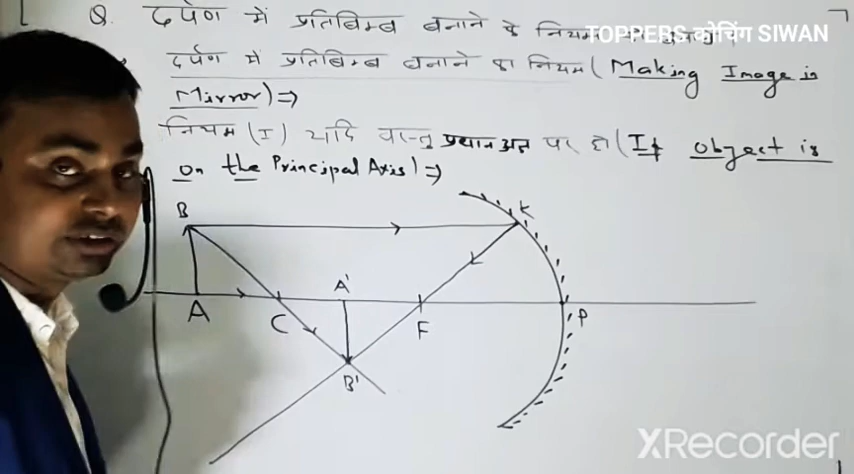 Q. दर्पण में प्रतिबिम्ब बनाने के नियम
TOPPERS कोचिंग SIWAN
दर्पण में प्रतिबिम्ब बनाने का नियम (Making Image in
Mirror) ⇒
नियम (I) यदि वस्तु प्रधान अक्ष पर हो (If object is
on the Principal Axis) ⇒
B
K
A'
A
C
F
P
B'
XRecorder